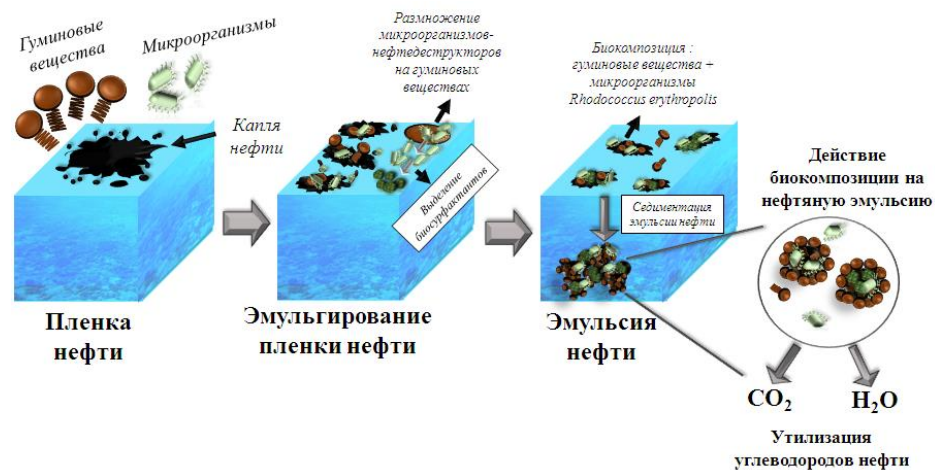 Гуминовые
вещества
Микроорганизмы
Капля
нефти
Пленка
нефти
Размножение
микроорганизмов-
нефтедеструкторов
на гуминовых
веществах
Выделение
биосурфактантов
Эмульгирование
пленки нефти
Биокомпозиция :
гуминовые вещества +
микроорганизмы
Rhodococcus erythropolis
Седиментация
эмульсии нефти
Эмульсия
нефти
Действие
биокомпозиции на
нефтяную эмульсию
CO₂ H₂O
Утилизация
углеводородов нефти